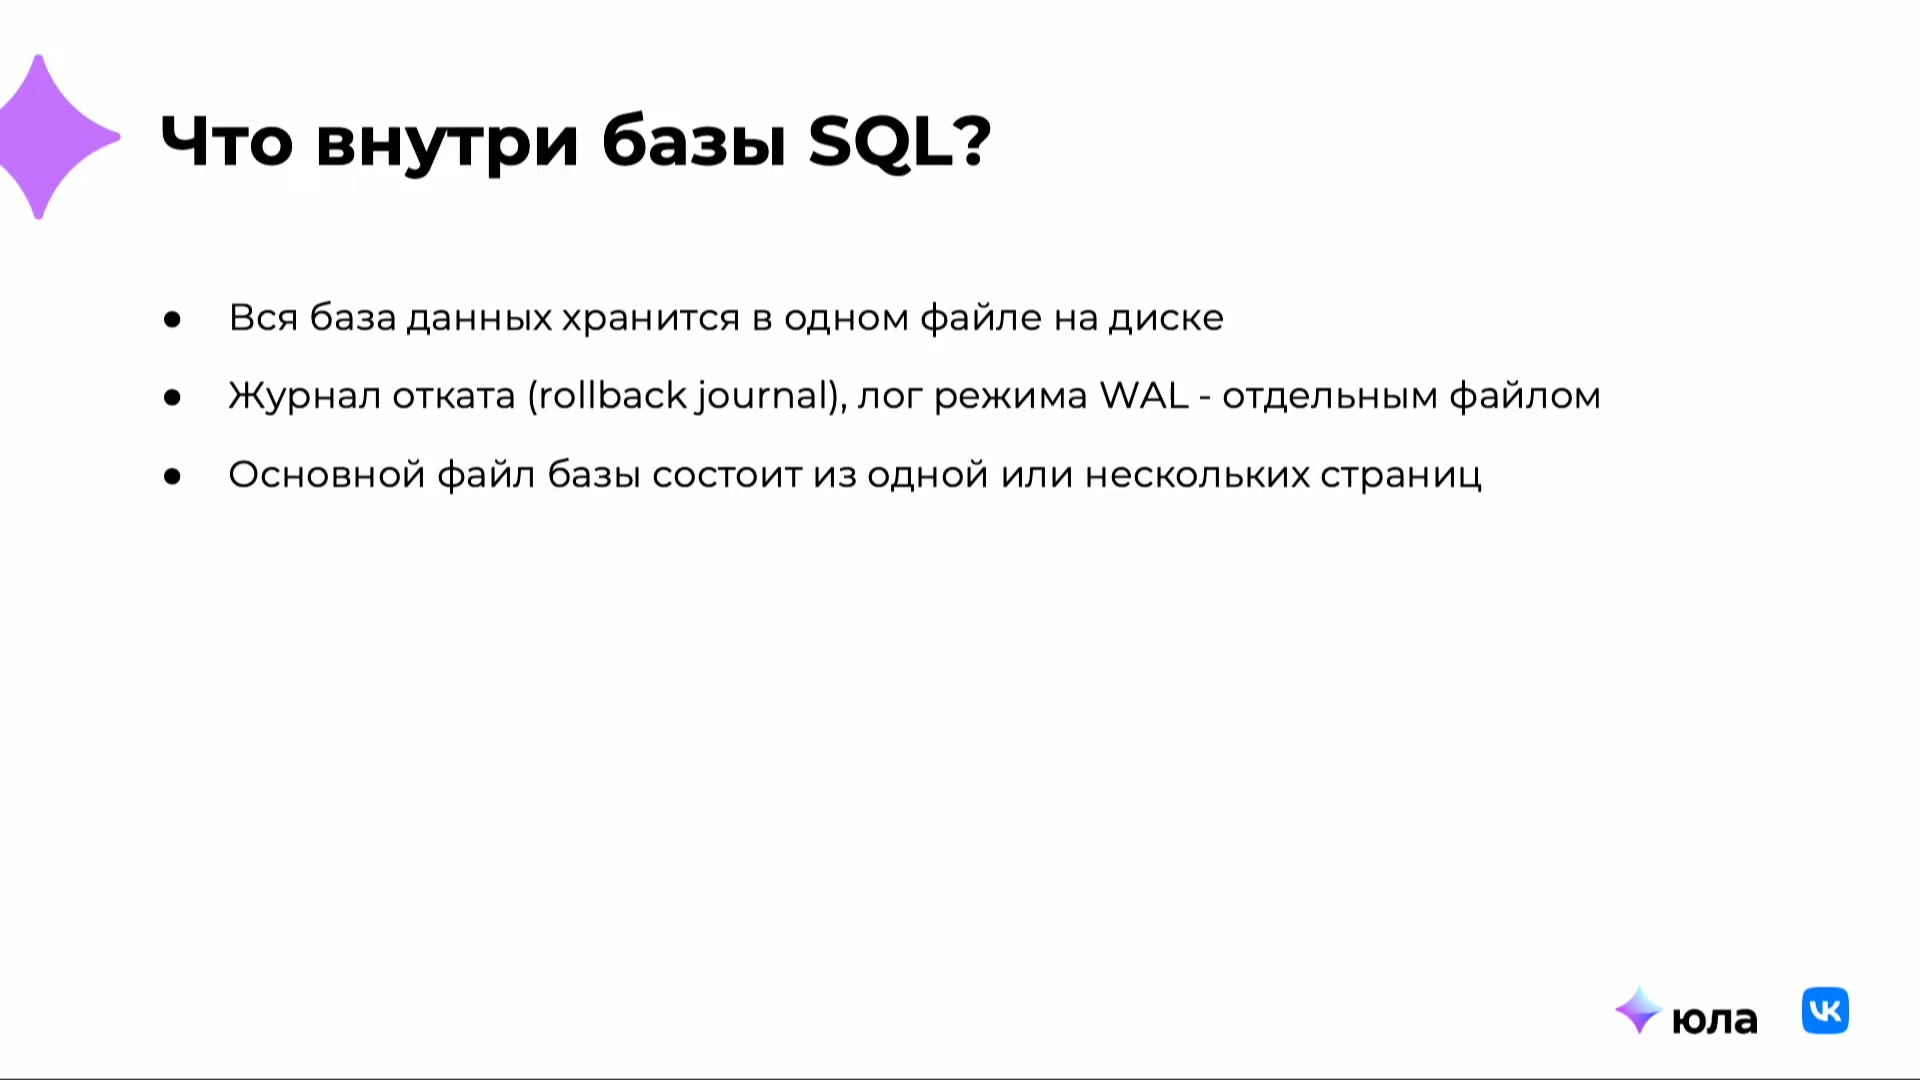 Что внутри базы SQL?
● Вся база данных хранится в одном файле на диске
● Журнал отката (rollback journal), лог режима WAL - отдельным файлом
● Основной файл базы состоит из одной или нескольких страниц
юла VK